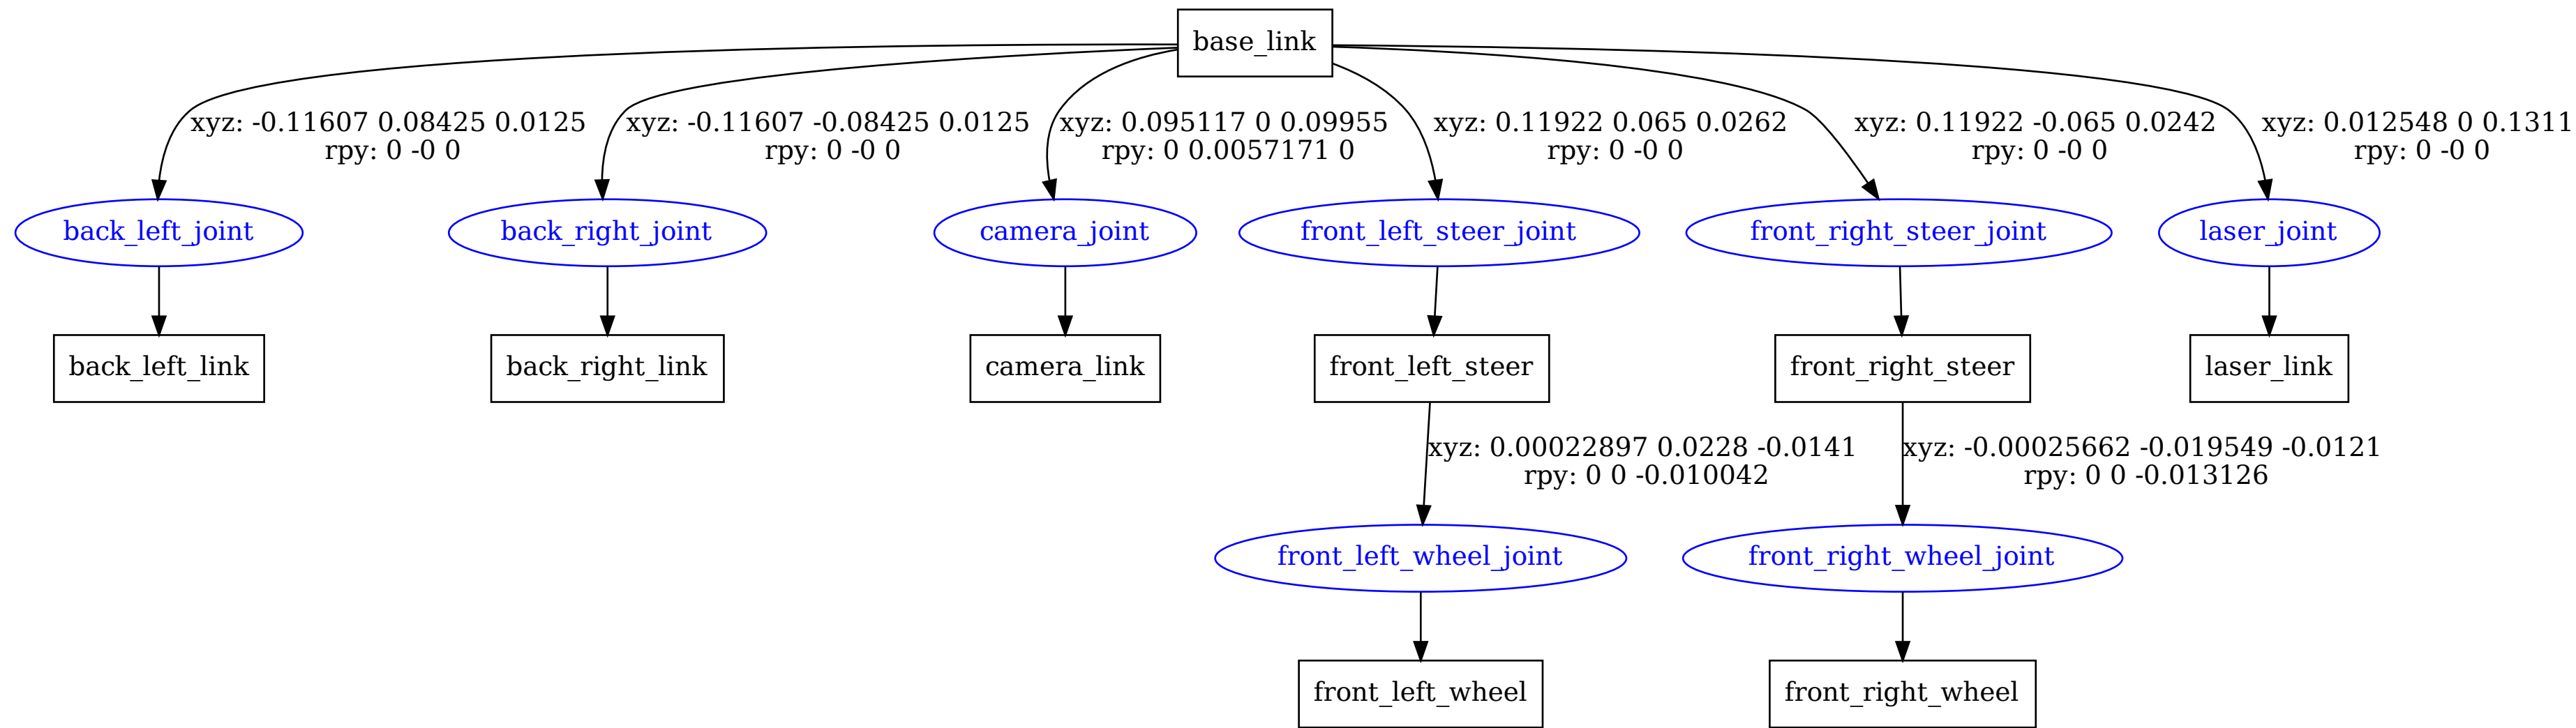 base_link
xyz: -0.11607 0.08425 0.0125
rpy: 0 -0 0
xyz: -0.11607 -0.08425 0.0125
rpy: 0 -0 0
xyz: 0.095117 0 0.09955
rpy: 0 0.0057171 0
xyz: 0.11922 0.065 0.0262
rpy: 0 -0 0
xyz: 0.11922 -0.065 0.0242
rpy: 0 -0 0
xyz: 0.012548 0 0.1311
rpy: 0 -0 0
back_left_joint
back_right_joint
camera_joint
front_left_steer_joint
front_right_steer_joint
laser_joint
back_left_link
back_right_link
camera_link
front_left_steer
front_right_steer
laser_link
xyz: 0.00022897 0.0228 -0.0141
rpy: 0 0 -0.010042
xyz: -0.00025662 -0.019549 -0.0121
rpy: 0 0 -0.013126
front_left_wheel_joint
front_right_wheel_joint
front_left_wheel
front_right_wheel